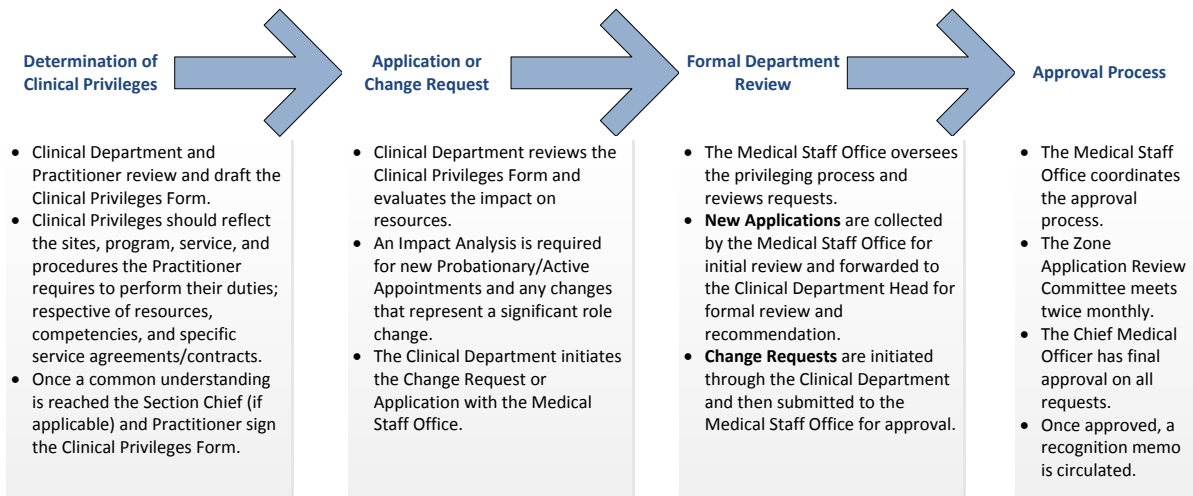 Determination of
Clinical Privileges
• Clinical Department and
Practitioner review and draft the
Clinical Privileges Form.
• Clinical Privileges should reflect
the sites, program, service, and
procedures the Practitioner
requires to perform their duties;
respective of resources,
competencies, and specific
service agreements/contracts.
• Once a common understanding
is reached the Section Chief (if
applicable) and Practitioner sign
the Clinical Privileges Form.
Application or
Change Request
• Clinical Department reviews the
Clinical Privileges Form and
evaluates the impact on
resources.
• An Impact Analysis is required
for new Probationary/Active
Appointments and any changes
that represent a significant role
change.
• The Clinical Department initiates
the Change Request or
Application with the Medical
Staff Office.
Formal Department
Review
• The Medical Staff Office oversees
the privileging process and
reviews requests.
• New Applications are collected
by the Medical Staff Office for
initial review and forwarded to
the Clinical Department Head for
formal review and
recommendation.
• Change Requests are initiated
through the Clinical Department
and then submitted to the
Medical Staff Office for approval.
Approval Process
• The Medical Staff
Office coordinates
the approval
process.
• The Zone
Application Review
Committee meets
twice monthly.
• The Chief Medical
Officer has final
approval on all
requests.
• Once approved, a
recognition memo
is circulated.